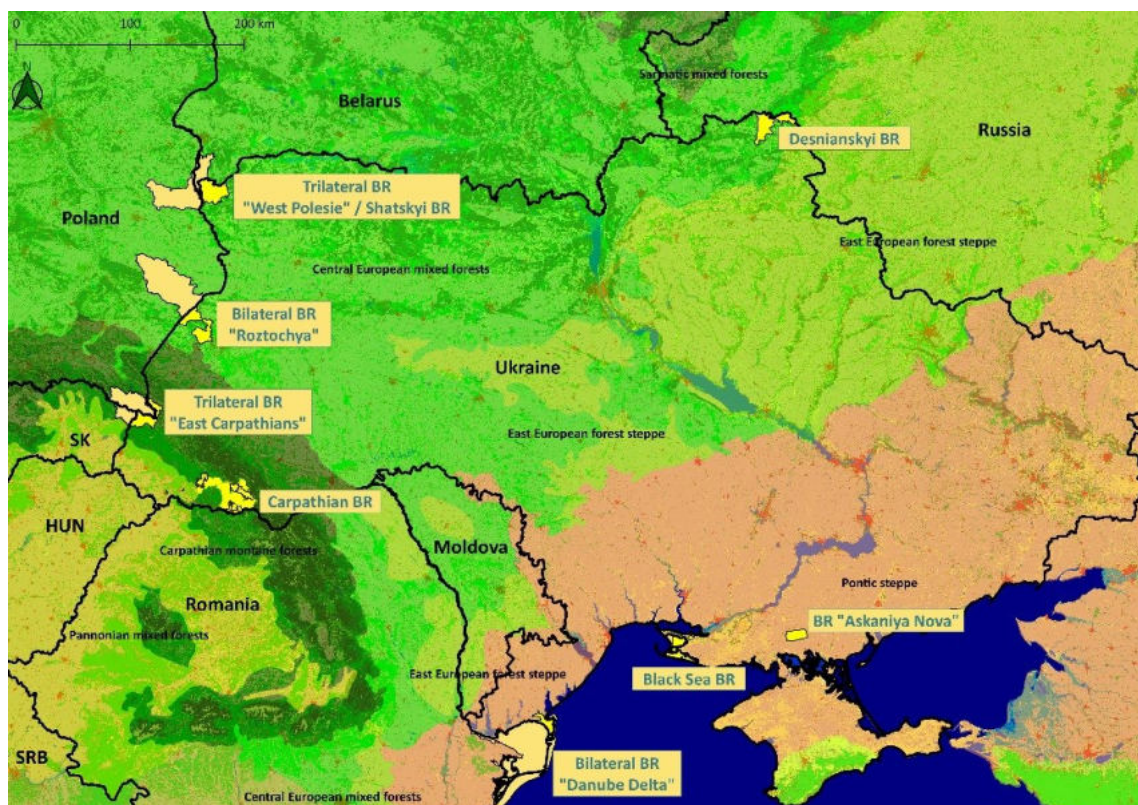 0 100 200 km
N
Sarmatic mixed forests
Belarus
Desnianskyi BR
Russia
Trilateral BR
"West Polesie" / Shatskyi BR
Poland
East European forest steppe
Central European mixed forests
Bilateral BR
"Roztochya"
Ukraine
Trilateral BR
"East Carpathians"
East European forest steppe
SK
Carpathian BR
HUN
Carpathian montane forests
Moldova
Pontic steppe
Romania
BR "Askaniya Nova"
Pannonian mixed forests
East European forest steppe
Black Sea BR
SRB
Bilateral BR
"Danube Delta"
Central European mixed forests